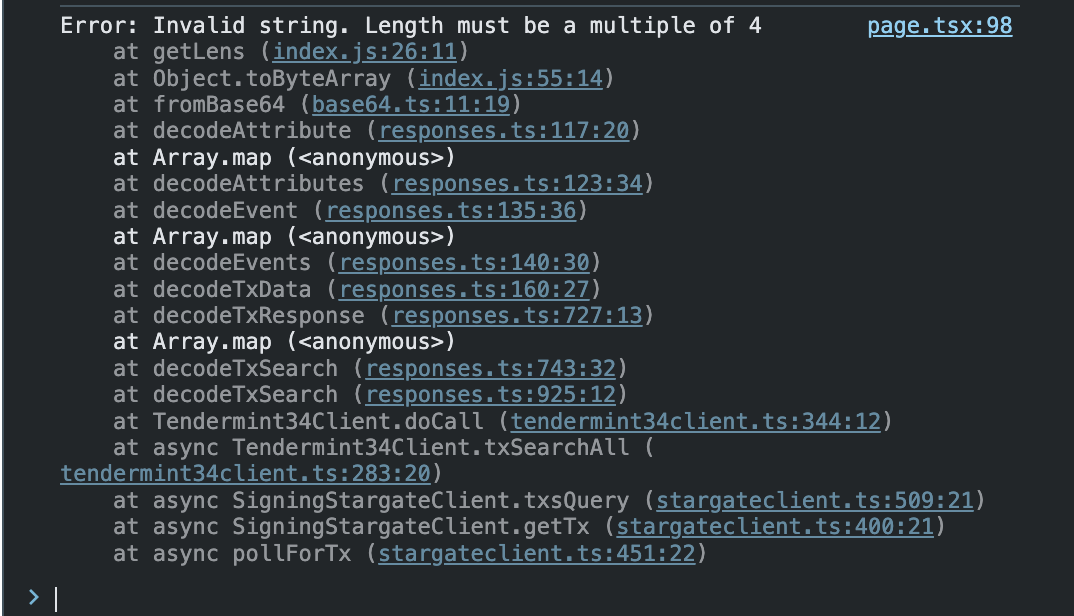 Error: Invalid string. Length must be a multiple of 4 page.tsx:98
at getLens (index.js:26:11)
at Object.toByteArray (index.js:55:14)
at fromBase64 (base64.ts:11:19)
at decodeAttribute (responses.ts:117:20)
at Array.map (<anonymous>)
at decodeAttributes (responses.ts:123:34)
at decodeEvent (responses.ts:135:36)
at Array.map (<anonymous>)
at decodeEvents (responses.ts:140:30)
at decodeTxData (responses.ts:160:27)
at decodeTxResponse (responses.ts:727:13)
at Array.map (<anonymous>)
at decodeTxSearch (responses.ts:743:32)
at decodeTxSearch (responses.ts:925:12)
at Tendermint34Client.doCall (tendermint34client.ts:344:12)
at async Tendermint34Client.txSearchAll (
tendermint34client.ts:283:20)
at async SigningStargateClient.txsQuery (stargateclient.ts:509:21)
at async SigningStargateClient.getTx (stargateclient.ts:400:21)
at async pollForTx (stargateclient.ts:451:22)
>